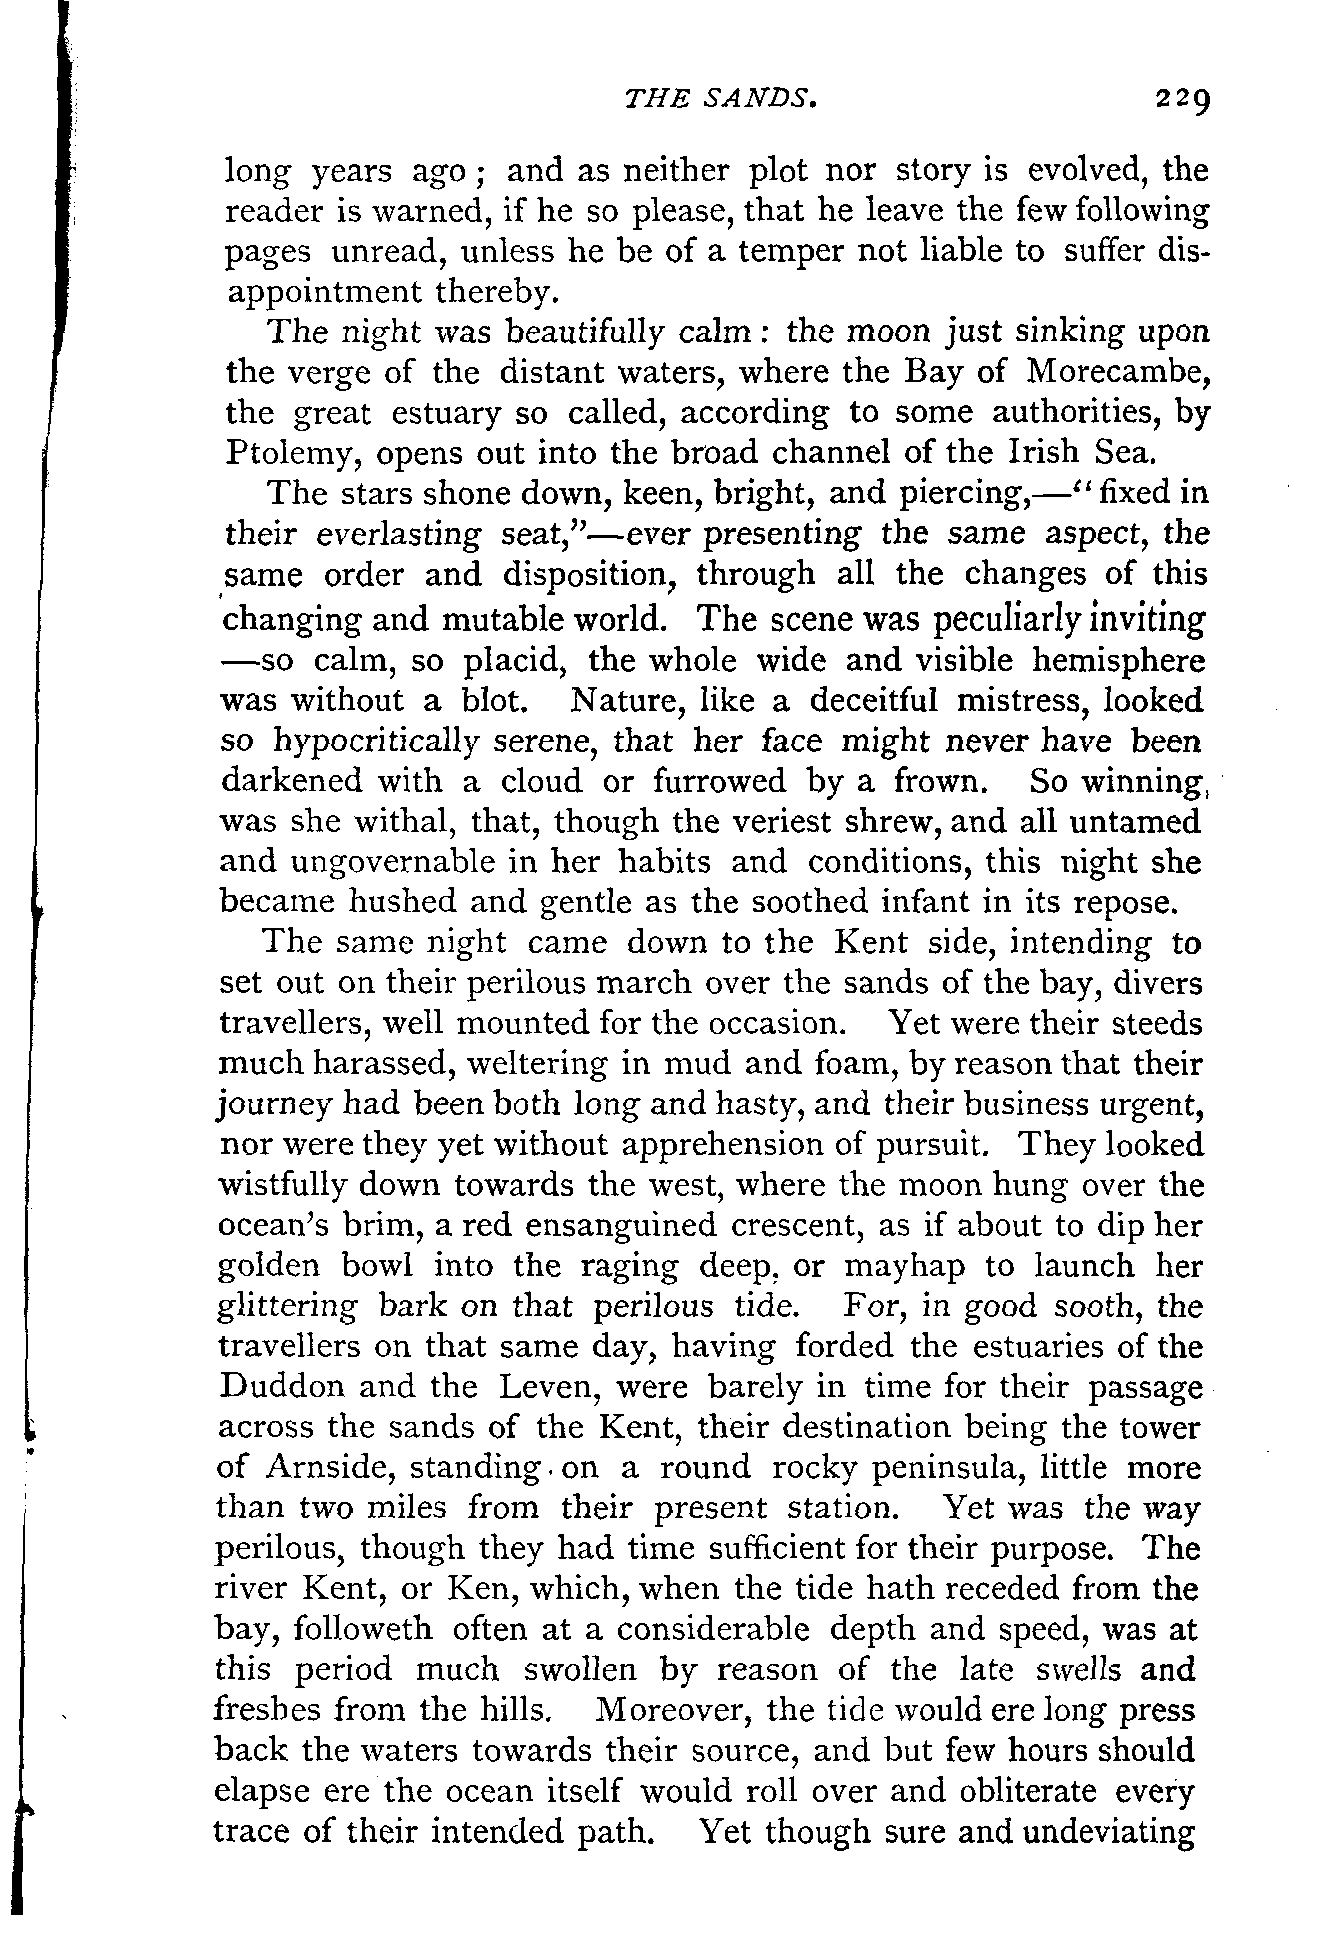 THE SANDS. 229
long years ago ; and as neither plot nor story is evolved, the
reader is warned, if he so please, that he leave the few following
pages unread, unless he be of a temper not liable to suffer dis-
appointment thereby.
The night was beautifully calm : the moon just sinking upon
the verge of the distant waters, where the Bay of Morecambe,
the great estuary so called, according to some authorities, by
Ptolemy, opens out into the broad channel of the Irish Sea.
The stars shone down, keen, bright, and piercing,—“ fixed in
their everlasting seat,”—ever presenting the same aspect, the
same order and disposition, through all the changes of this
changing and mutable world. The scene was peculiarly inviting
—so calm, so placid, the whole wide and visible hemisphere
was without a blot. Nature, like a deceitful mistress, looked
so hypocritically serene, that her face might never have been
darkened with a cloud or furrowed by a frown. So winning,
was she withal, that, though the veriest shrew, and all untamed
and ungovernable in her habits and conditions, this night she
became hushed and gentle as the soothed infant in its repose.
The same night came down to the Kent side, intending to
set out on their perilous march over the sands of the bay, divers
travellers, well mounted for the occasion. Yet were their steeds
much harassed, weltering in mud and foam, by reason that their
journey had been both long and hasty, and their business urgent,
nor were they yet without apprehension of pursuit. They looked
wistfully down towards the west, where the moon hung over the
ocean’s brim, a red ensanguined crescent, as if about to dip her
golden bowl into the raging deep, or mayhap to launch her
glittering bark on that perilous tide. For, in good sooth, the
travellers on that same day, having forded the estuaries of the
Duddon and the Leven, were barely in time for their passage
across the sands of the Kent, their destination being the tower
of Arnside, standing on a round rocky peninsula, little more
than two miles from their present station. Yet was the way
perilous, though they had time sufficient for their purpose. The
river Kent, or Ken, which, when the tide hath receded from the
bay, followeth often at a considerable depth and speed, was at
this period much swollen by reason of the late swells and
freshes from the hills. Moreover, the tide would ere long press
back the waters towards their source, and but few hours should
elapse ere the ocean itself would roll over and obliterate every
trace of their intended path. Yet though sure and undeviating